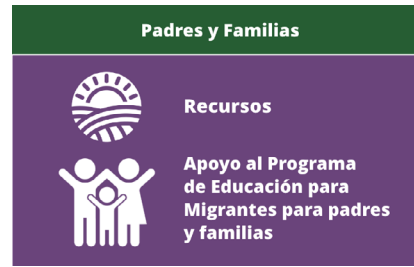 Padres y Familias
Recursos
Apoyo al Programa
de Educación para
Migrantes para padres
y familias